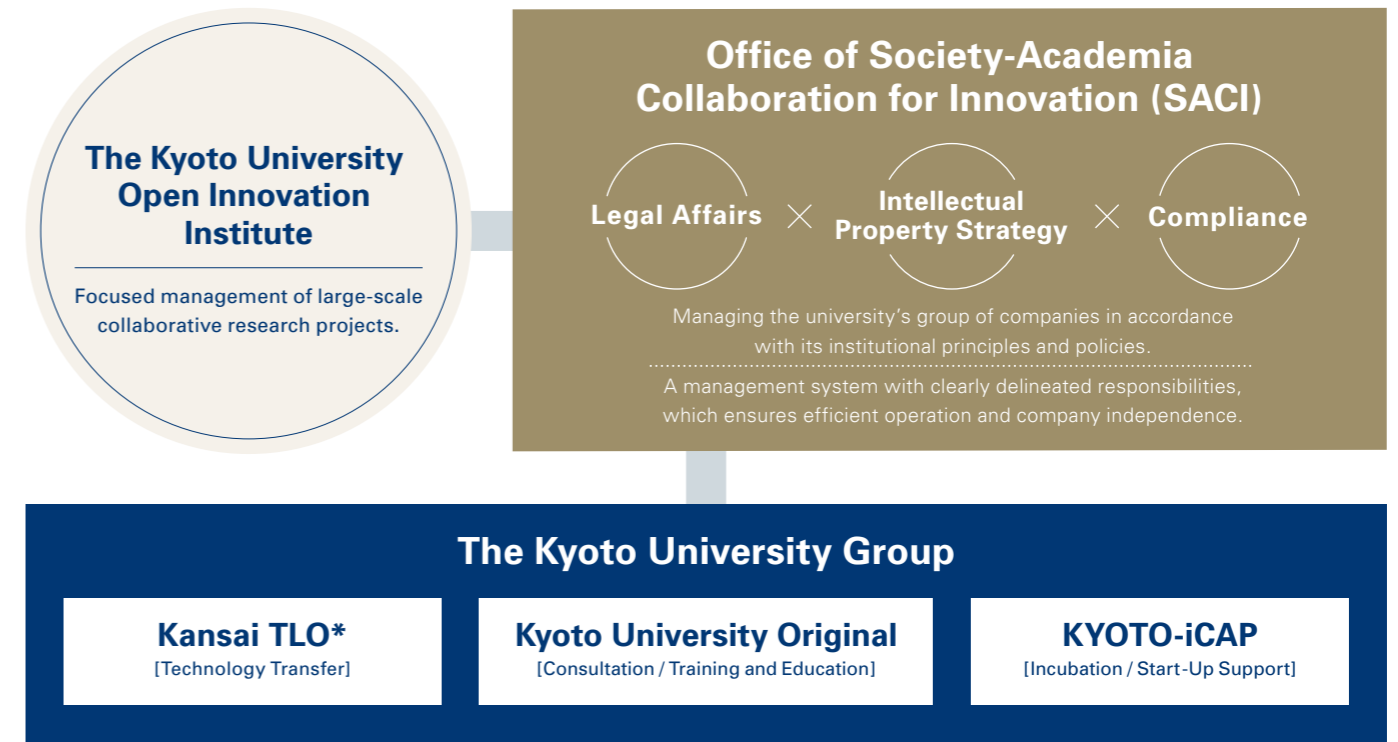 The Kyoto University
Open Innovation
Institute
Focused management of large-scale
collaborative research projects.
Office of Society-Academia
Collaboration for Innovation (SACI)
Legal Affairs × Intellectual Property Strategy × Compliance
Managing the university's group of companies in accordance
with its institutional principles and policies.
A management system with clearly delineated responsibilities,
which ensures efficient operation and company independence.
The Kyoto University Group
Kansai TLO*
[Technology Transfer]
Kyoto University Original
[Consultation / Training and Education]
KYOTO-iCAP
[Incubation / Start-Up Support]